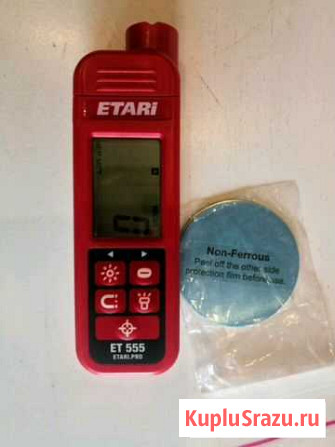 ETARI
Non-Ferrous
Peel off the other side
protection film before use.
ET 555
ETARI.PRO
KupluSrazu.ru